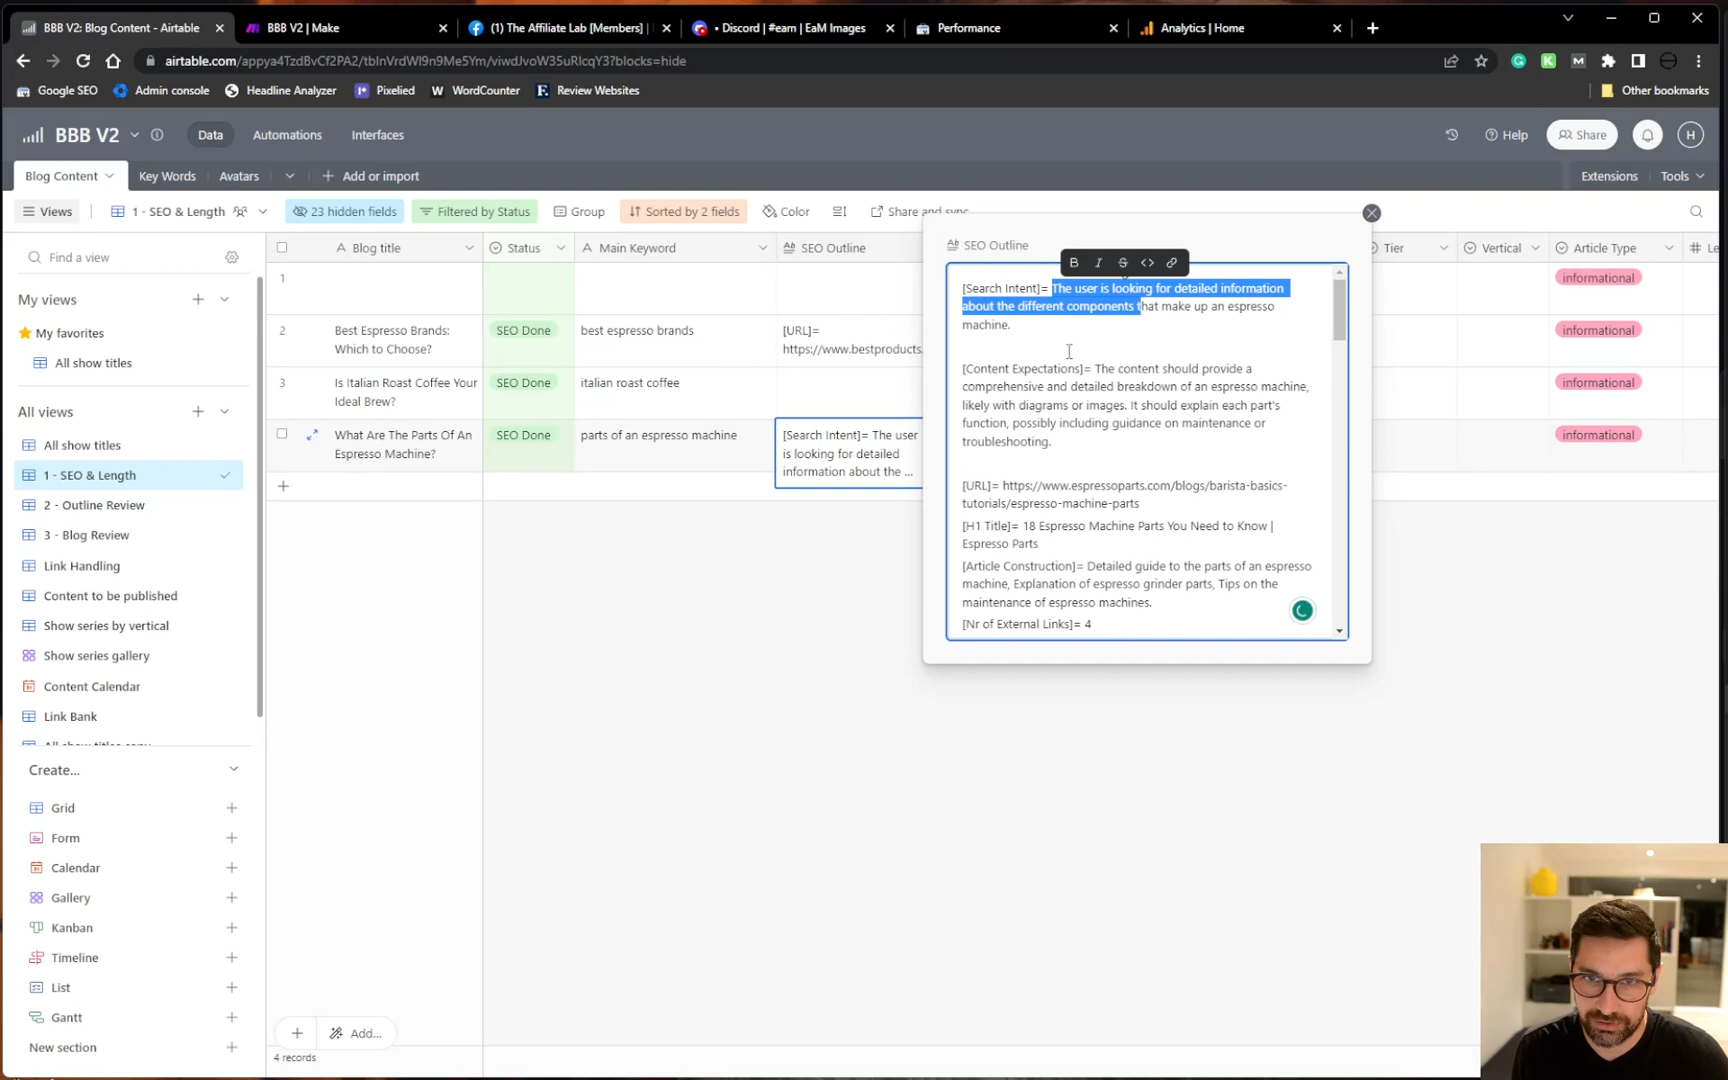 BBB V2: Blog Content - Airtable
BBB V2 | Make
(1) The Affiliate Lab [Members] |
• Discord | #eam | EaM Images
Performance
Analytics | Home
airtable.com/appya4TzdBvCf2PA2/tblnVrdWl9n9Me5Ym/viwdJvoW35uRlcqY3?blocks=hide
Google SEO
Admin console
Headline Analyzer
Pixelied
WordCounter
Review Websites
Other bookmarks
BBB V2
Data
Automations
Interfaces
Help
Share
H
Blog Content
Key Words
Avatars
Add or import
Extensions
Tools
Views
1 - SEO & Length
23 hidden fields
Filtered by Status
Group
Sorted by 2 fields
Color
Share and sync
Find a view
My views
My favorites
All show titles
All views
All show titles
1 - SEO & Length
2 - Outline Review
3 - Blog Review
Link Handling
Content to be published
Show series by vertical
Show series gallery
Content Calendar
Link Bank
All show titles copy
Create...
Grid
Form
Calendar
Gallery
Kanban
Timeline
List
Gantt
New section
Blog title
Status
Main Keyword
SEO Outline
Tier
Vertical
Article Type
Le
1
informational
2
Best Espresso Brands:
Which to Choose?
SEO Done
best espresso brands
[URL]=
https://www.bestproducts.
informational
3
Is Italian Roast Coffee Your
Ideal Brew?
SEO Done
italian roast coffee
informational
What Are The Parts Of An
Espresso Machine?
SEO Done
parts of an espresso machine
[Search Intent]= The user
is looking for detailed
information about the ...
informational
SEO Outline
[Search Intent]= The user is looking for detailed information
about the different components that make up an espresso
machine.
[Content Expectations]= The content should provide a
comprehensive and detailed breakdown of an espresso machine,
likely with diagrams or images. It should explain each part's
function, possibly including guidance on maintenance or
troubleshooting.
[URL]= https://www.espressoparts.com/blogs/barista-basics-
tutorials/espresso-machine-parts
[H1 Title]= 18 Espresso Machine Parts You Need to Know |
Espresso Parts
[Article Construction]= Detailed guide to the parts of an espresso
machine, Explanation of espresso grinder parts, Tips on the
maintenance of espresso machines.
[Nr of External Links]= 4
Add...
4 records